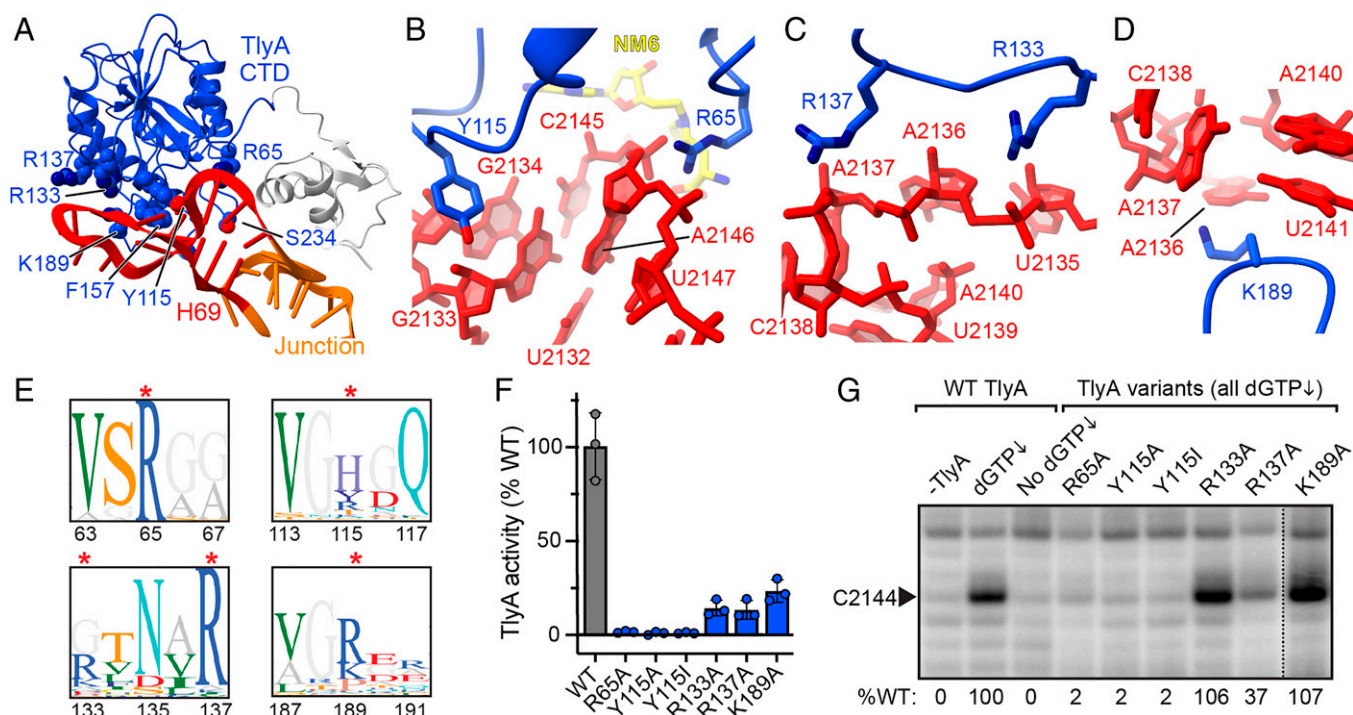 A
TlyA
CTD
R137
R133
R65
K189
F157
Y115
S234
H69
Junction
B
NM6
Y115
R65
C2145
G2134
A2146
G2133
U2147
U2132
C
R133
R137
A2136
A2137
U2135
A2140
C2138
U2139
D
C2138
A2140
A2137
U2141
A2136
K189
E
*
*
V S R G G
A A
63 65 67
V G H G Q
Y D
R N
113 115 117
*
*
G T N A R
R V
133 135 137
*
V G R E R
A K D E
187 189 191
F
TlyA activity (% WT)
100
50
0
WT
R65A
Y115A
Y115I
R133A
R137A
K189A
G
WT TlyA
TlyA variants (all dGTP↓)
-TlyA
dGTP↓
No dGTP↓
R65A
Y115A
Y115I
R133A
R137A
K189A
C2144
%WT: 0 100 0 2 2 2 106 37 107